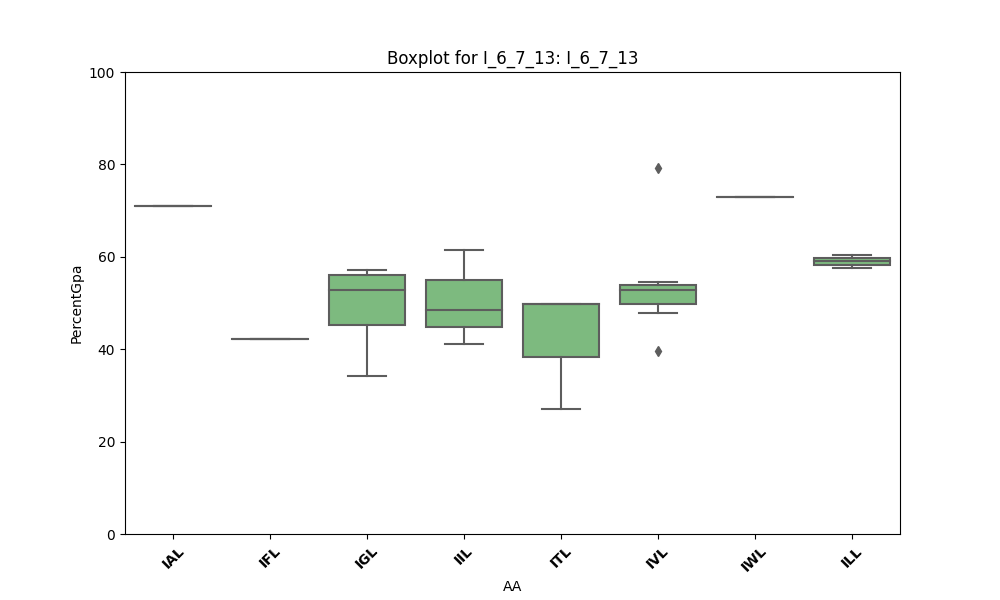 Boxplot for I_6_7_13: I_6_7_13
100
80
60
40
20
0
PercentGpa
IAL
IFL
IGL
IIL
ITL
IVL
IWL
ILL
AA